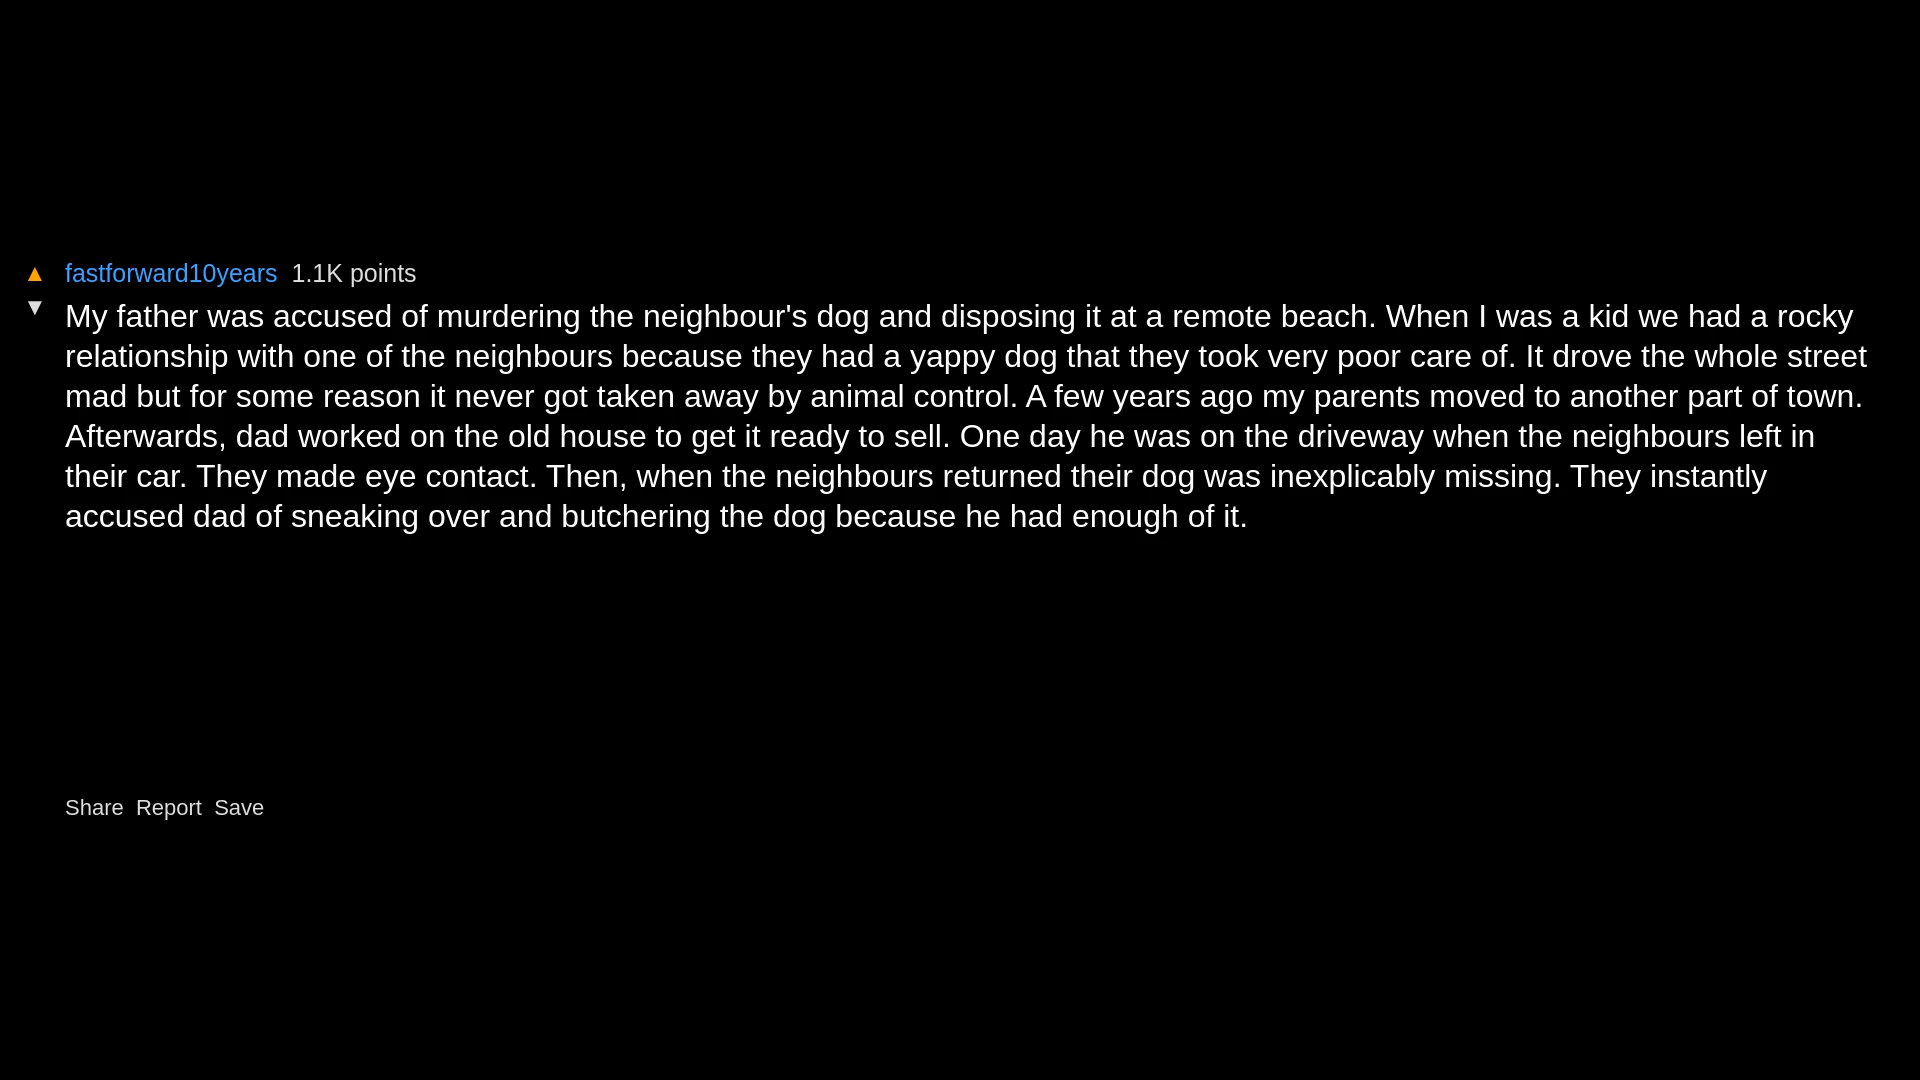 fastforward10years 1.1K points
My father was accused of murdering the neighbour's dog and disposing it at a remote beach. When I was a kid we had a rocky
relationship with one of the neighbours because they had a yappy dog that they took very poor care of. It drove the whole street
mad but for some reason it never got taken away by animal control. A few years ago my parents moved to another part of town.
Afterwards, dad worked on the old house to get it ready to sell. One day he was on the driveway when the neighbours left in
their car. They made eye contact. Then, when the neighbours returned their dog was inexplicably missing. They instantly
accused dad of sneaking over and butchering the dog because he had enough of it.
Share Report Save